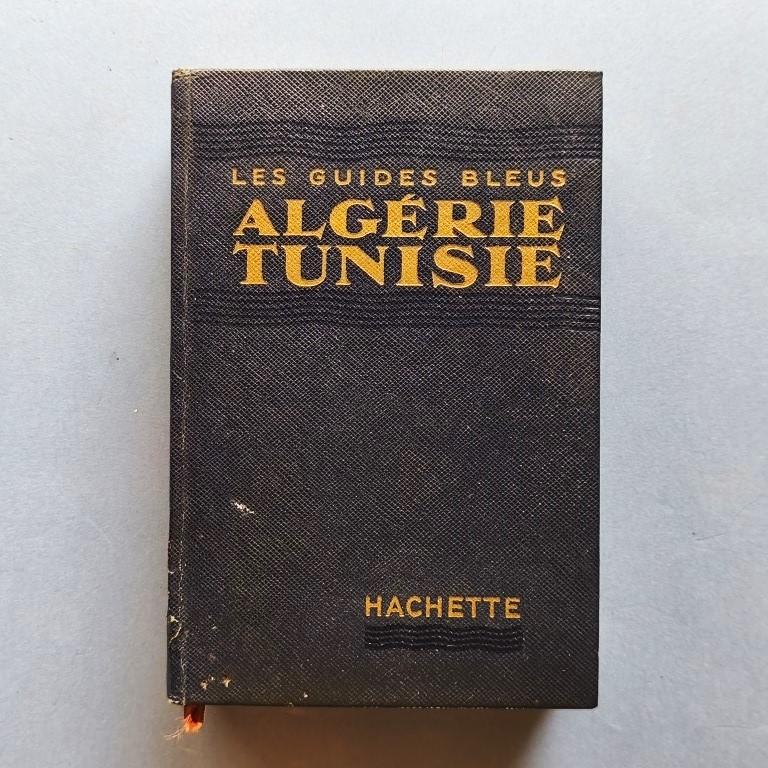 LES GUIDES BLEUS
ALGÉRIE
TUNISIE
HACHETTE